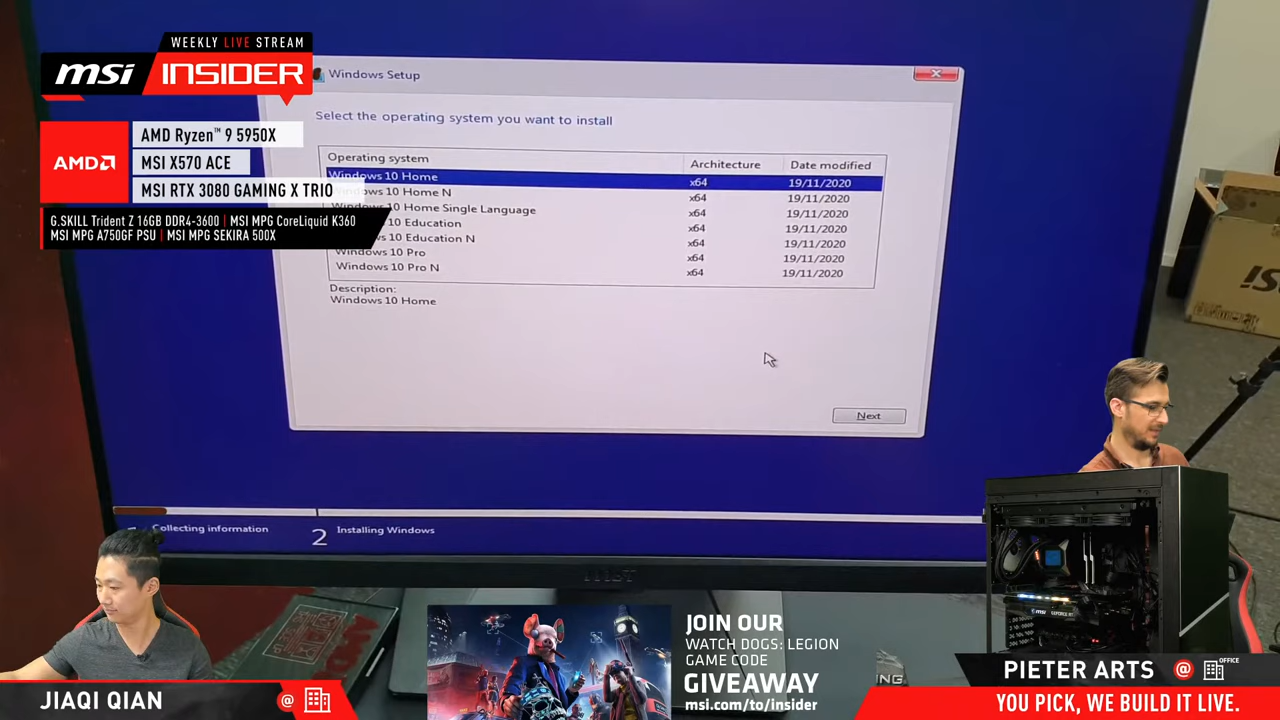 WEEKLY LIVE STREAM
msi INSIDER
AMD
AMD Ryzen™ 9 5950X
MSI X570 ACE
MSI RTX 3080 GAMING X TRIO
G.SKILL Trident Z 16GB DDR4-3600 | MSI MPG CoreLiquid K360
MSI MPG A750GF PSU | MSI MPG SEKIRA 500X
Windows Setup
Select the operating system you want to install
Operating system Architecture Date modified
Windows 10 Home x64 19/11/2020
10 Home N x64 19/11/2020
10 Home Single Language x64 19/11/2020
10 Education x64 19/11/2020
10 Education N x64 19/11/2020
Windows 10 Pro x64 19/11/2020
Windows 10 Pro N x64 19/11/2020
Description:
Windows 10 Home
Next
Collecting information
2 Installing Windows
msi
JOIN OUR
WATCH DOGS: LEGION
GAME CODE
GIVEAWAY
msi.com/to/insider
JIAQI QIAN @
PIETER ARTS @ OFFICE
YOU PICK, WE BUILD IT LIVE.
msi GEFORCE RTX